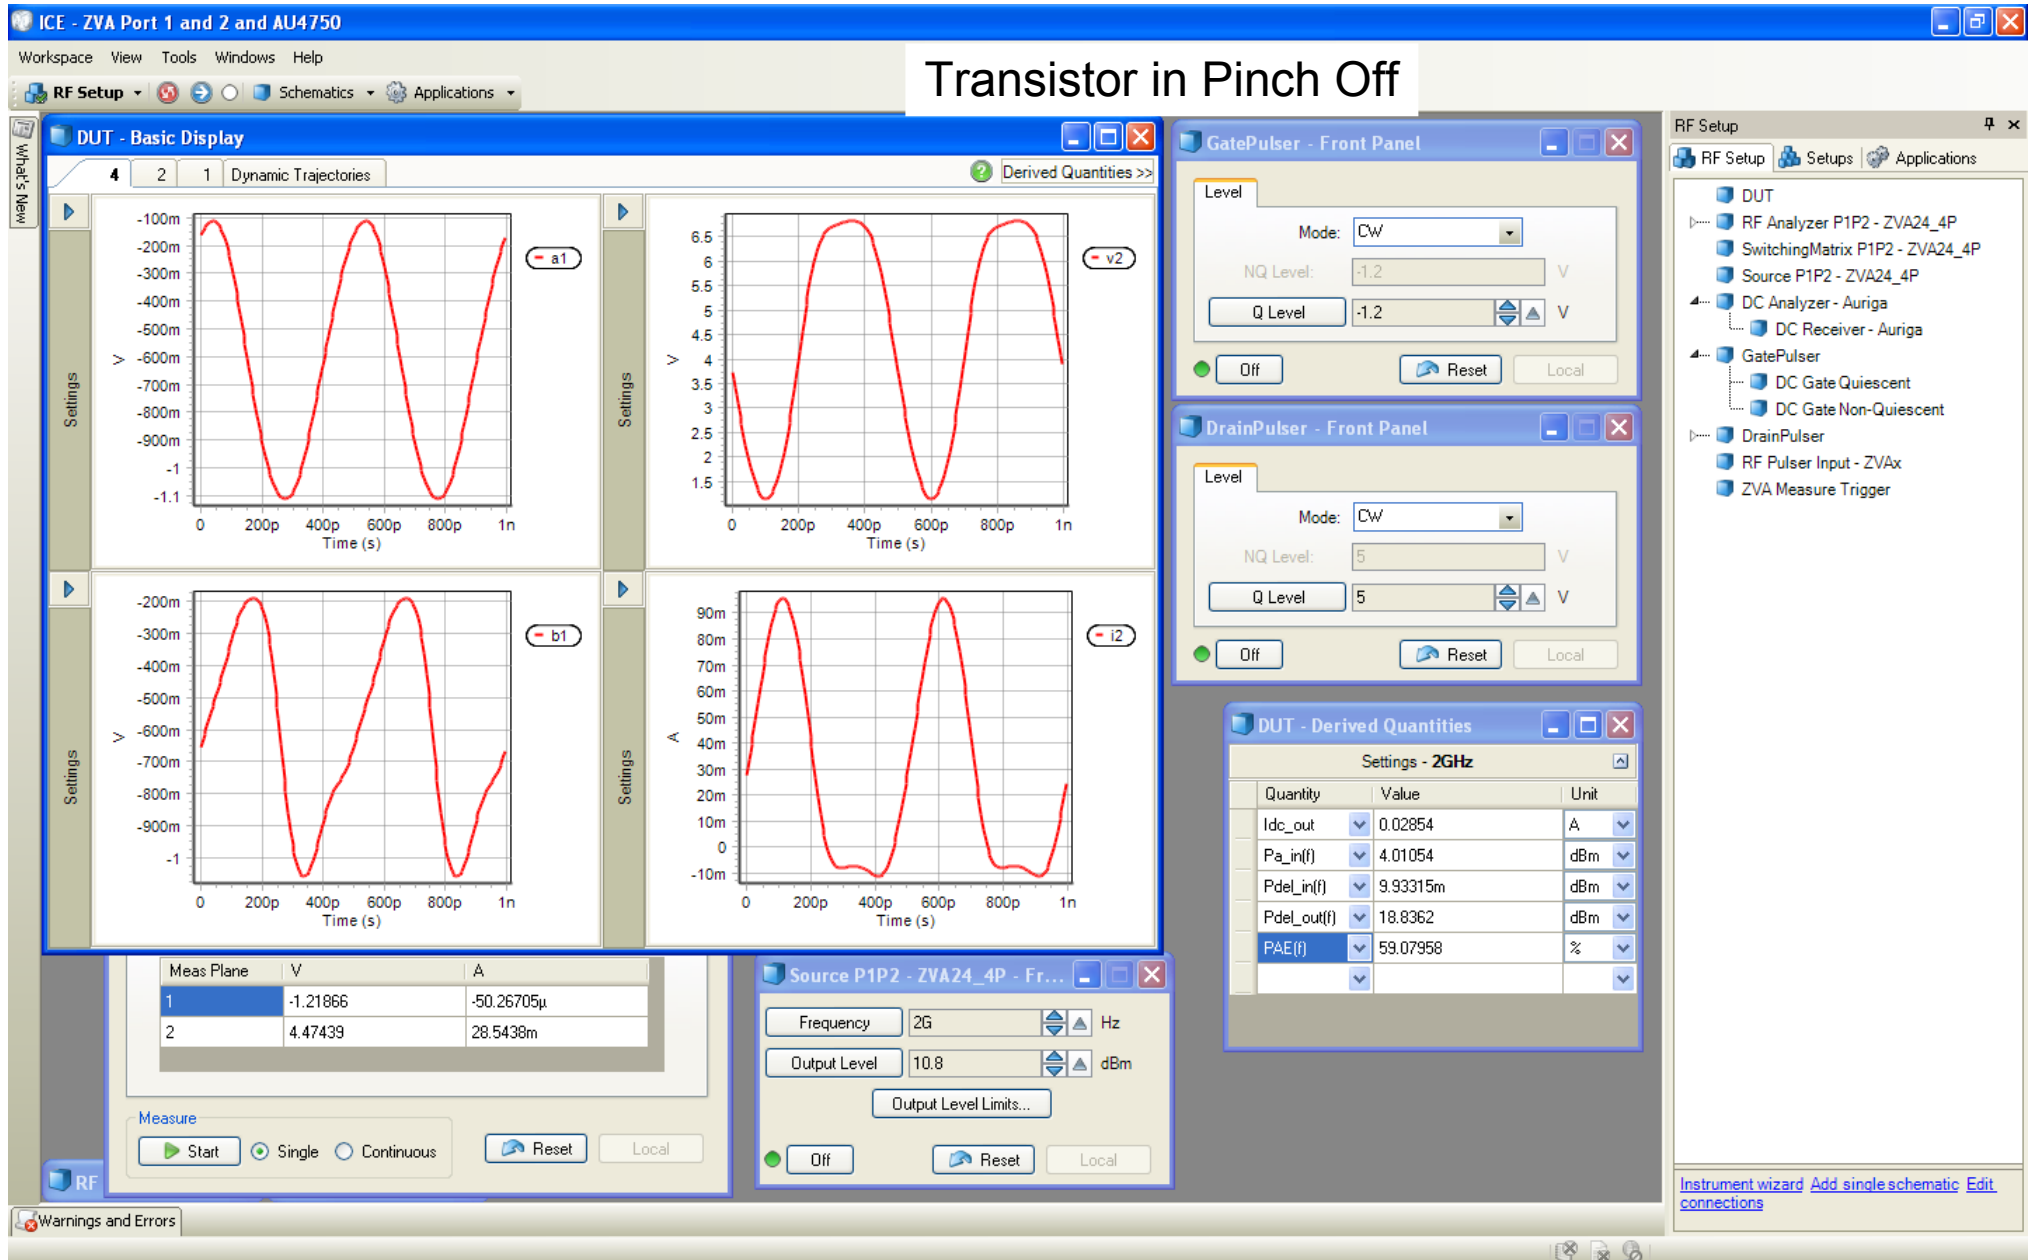 ICE - ZVA Port 1 and 2 and AU4750
Workspace View Tools Windows Help
Transistor in Pinch Off
RF Setup Schematics Applications
What's New
DUT - Basic Display
4 2 1 Dynamic Trajectories
Derived Quantities >>
Settings
-100m
-200m
-300m
-400m
-500m
-600m
-700m
-800m
-900m
-1
-1.1
V
0 200p 400p 600p 800p 1n
Time (s)
a1
Settings
6.5
6
5.5
5
4.5
4
3.5
3
2.5
2
1.5
V
0 200p 400p 600p 800p 1n
Time (s)
v2
Settings
-200m
-300m
-400m
-500m
-600m
-700m
-800m
-900m
-1
V
0 200p 400p 600p 800p 1n
Time (s)
b1
Settings
90m
80m
70m
60m
50m
40m
30m
20m
10m
0
-10m
A
0 200p 400p 600p 800p 1n
Time (s)
i2
Meas Plane V A
1 -1.21866 -50.26705µ
2 4.47439 28.5438m
Measure
Start Single Continuous Reset Local
RF
GatePulser - Front Panel
Level
Mode: CW
NQ Level: -1.2 V
Q Level -1.2 V
Off Reset Local
DrainPulser - Front Panel
Level
Mode: CW
NQ Level: 5 V
Q Level 5 V
Off Reset Local
DUT - Derived Quantities
Settings - 2GHz
Quantity Value Unit
Idc_out 0.02854 A
Pa_in(f) 4.01054 dBm
Pdel_in(f) 9.93315m dBm
Pdel_out(f) 18.8362 dBm
PAE(f) 59.07958 %
Source P1P2 - ZVA24_4P - Fr...
Frequency 2G Hz
Output Level 10.8 dBm
Output Level Limits...
Off Reset Local
RF Setup
RF Setup Setups Applications
DUT
RF Analyzer P1P2 - ZVA24_4P
SwitchingMatrix P1P2 - ZVA24_4P
Source P1P2 - ZVA24_4P
DC Analyzer - Auriga
DC Receiver - Auriga
GatePulser
DC Gate Quiescent
DC Gate Non-Quiescent
DrainPulser
RF Pulser Input - ZVAx
ZVA Measure Trigger
Instrument wizard Add single schematic Edit
connections
Warnings and Errors